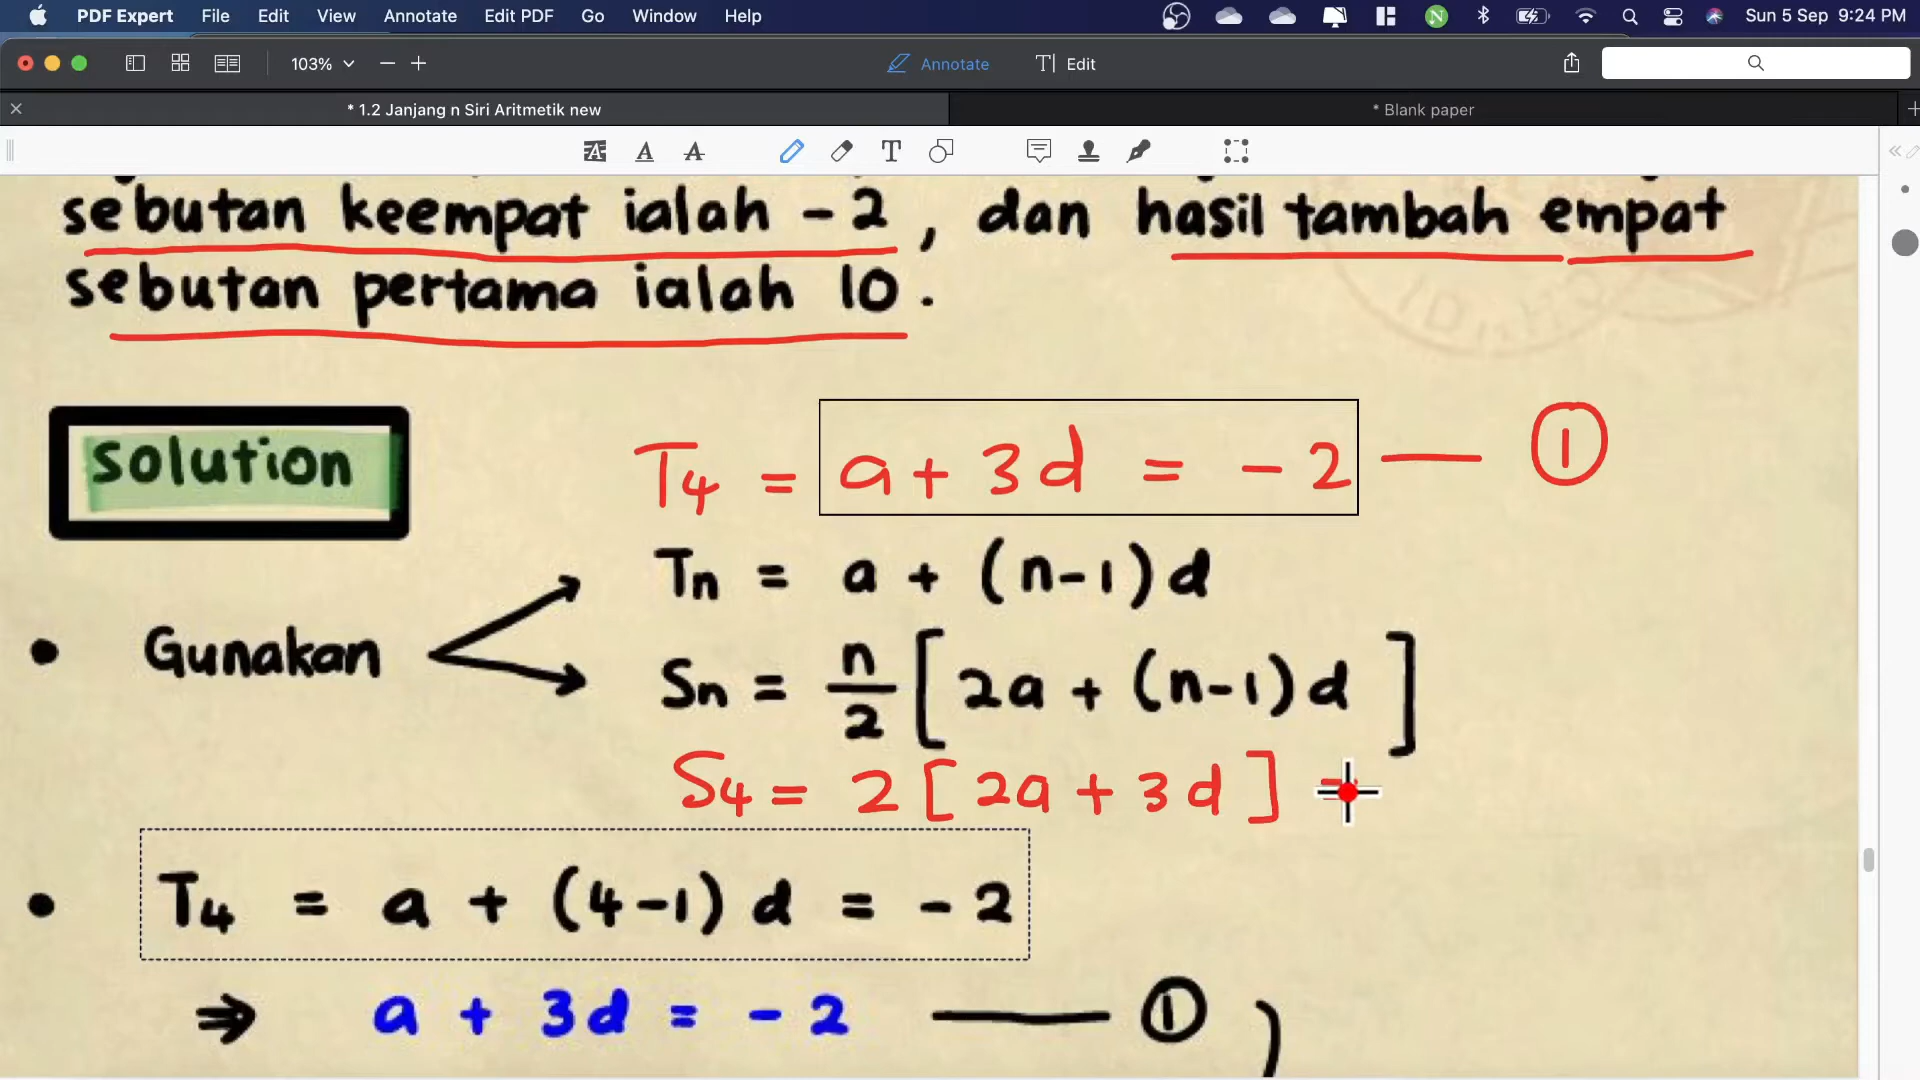 PDF Expert File Edit View Annotate Edit PDF Go Window Help Sun 5 Sep 9:24 PM
103% Annotate T Edit
* 1.2 Janjang n Siri Aritmetik new * Blank paper
sebutan keempat ialah -2 , dan hasil tambah empat
sebutan pertama ialah 10 .
solution
T4 = a + 3d = -2 — ①
Tn = a + (n-1)d
• Gunakan
Sn = n/2 [ 2a + (n-1)d ]
S4 = 2 [ 2a + 3d ] =
• T4 = a + (4-1)d = -2
⇒ a + 3d = -2 — ①